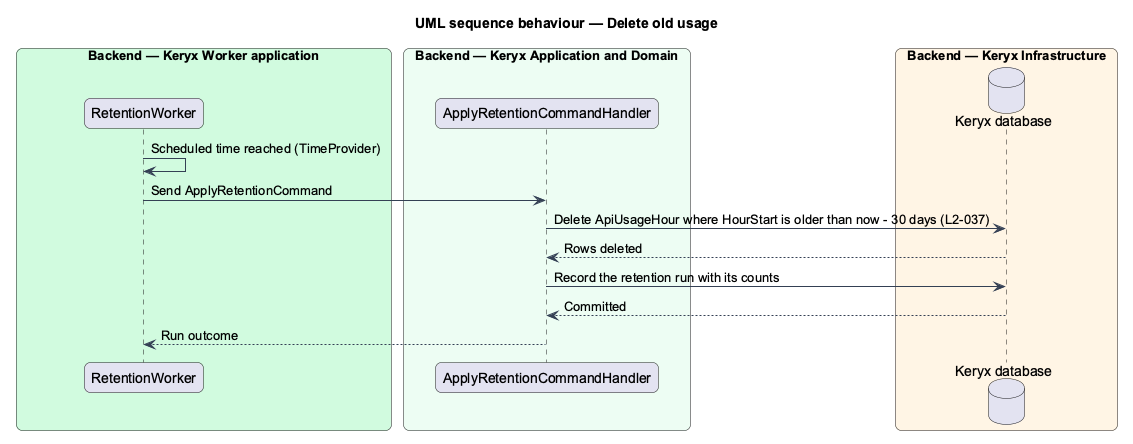 UML sequence behaviour — Delete old usage
Backend — Keryx Worker application
Backend — Keryx Application and Domain
Backend — Keryx Infrastructure
RetentionWorker
ApplyRetentionCommandHandler
Keryx database
Scheduled time reached (TimeProvider)
Send ApplyRetentionCommand
Delete ApiUsageHour where HourStart is older than now - 30 days (L2-037)
Rows deleted
Record the retention run with its counts
Committed
Run outcome
RetentionWorker
ApplyRetentionCommandHandler
Keryx database